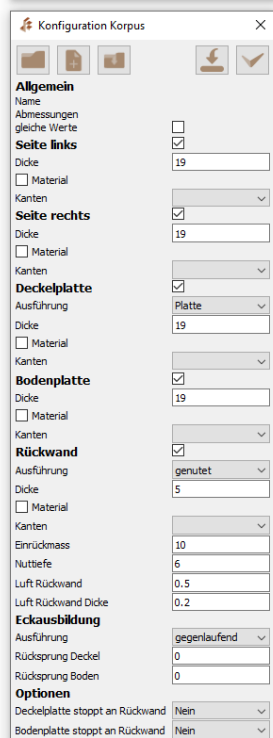 Konfiguration Korpus
Allgemein
Name
Abmessungen
gleiche Werte
Seite links
Dicke 19
Material
Kanten
Seite rechts
Dicke 19
Material
Kanten
Deckelplatte
Ausführung Platte
Dicke 19
Material
Kanten
Bodenplatte
Dicke 19
Material
Kanten
Rückwand
Ausführung genutet
Dicke 5
Material
Kanten
Einrückmass 10
Nuttiefe 6
Luft Rückwand 0.5
Luft Rückwand Dicke 0.2
Eckausbildung
Ausführung gegenlaufend
Rücksprung Deckel 0
Rücksprung Boden 0
Optionen
Deckelplatte stoppt an Rückwand Nein
Bodenplatte stoppt an Rückwand Nein